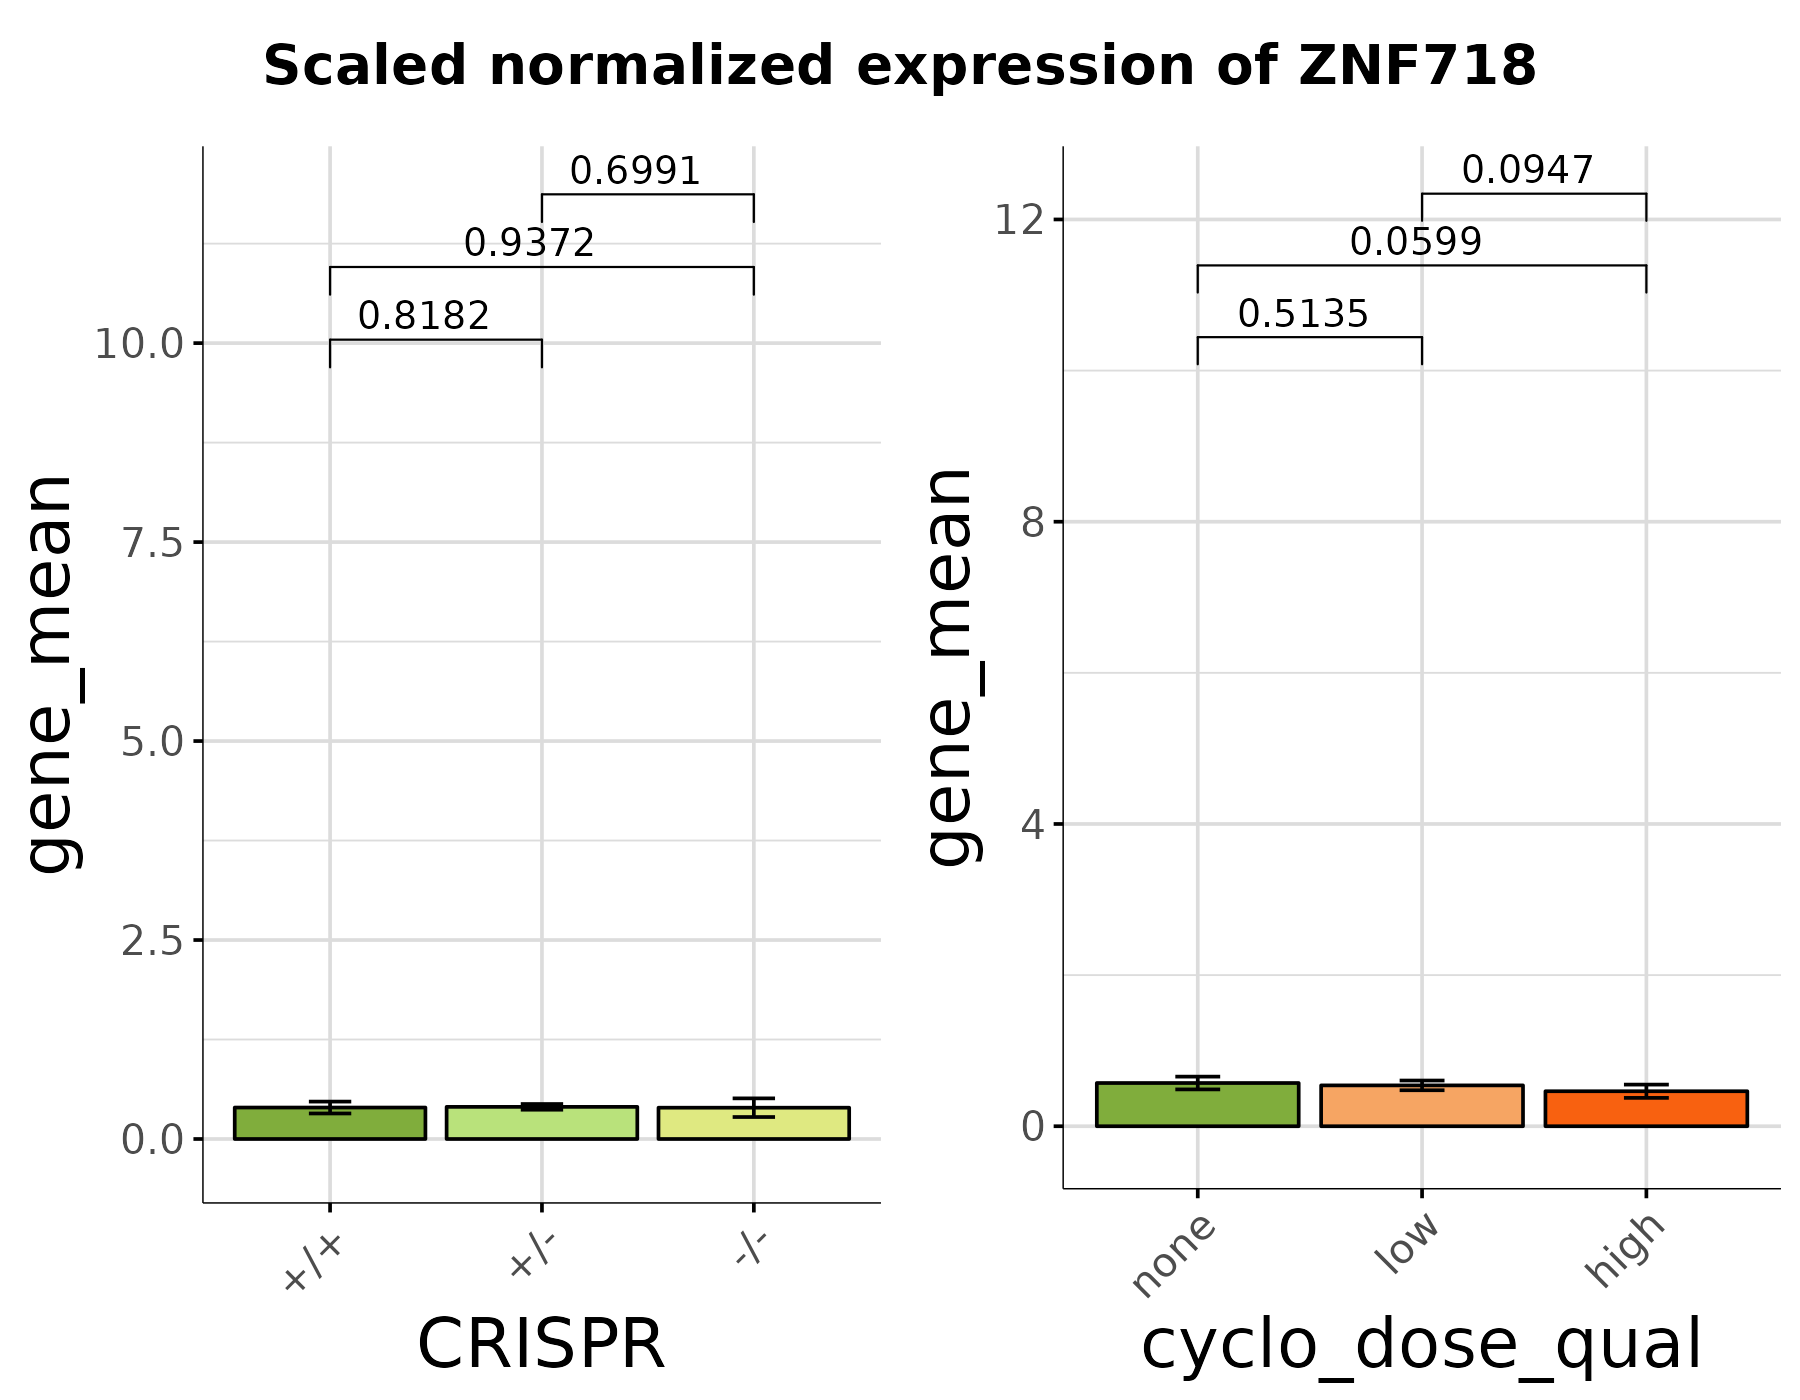 Scaled normalized expression of ZNF718
gene_mean
10.0
7.5
5.0
2.5
0.0
0.6991
0.9372
0.8182
+/+
+/-
-/-
CRISPR
gene_mean
12
8
4
0
0.0947
0.0599
0.5135
none
low
high
cyclo_dose_qual